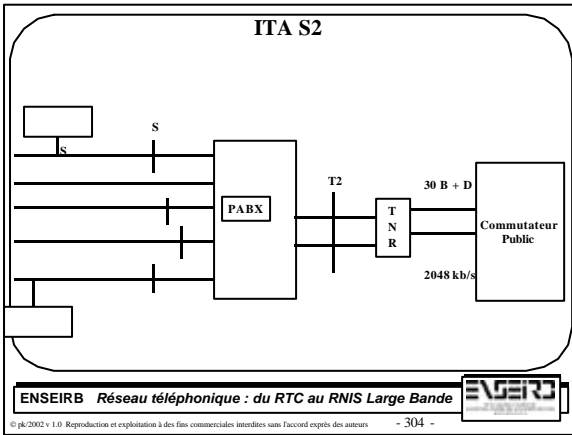 ITA S2
S
S
T2
PABX
T
N
R
30 B + D
Commutateur
Public
2048 kb/s
ENSEIRB Réseau téléphonique : du RTC au RNIS Large Bande
ENSEIRB
© pk/2002 v 1.0 Reproduction et exploitation à des fins commerciales interdites sans l'accord exprès des auteurs
- 304 -